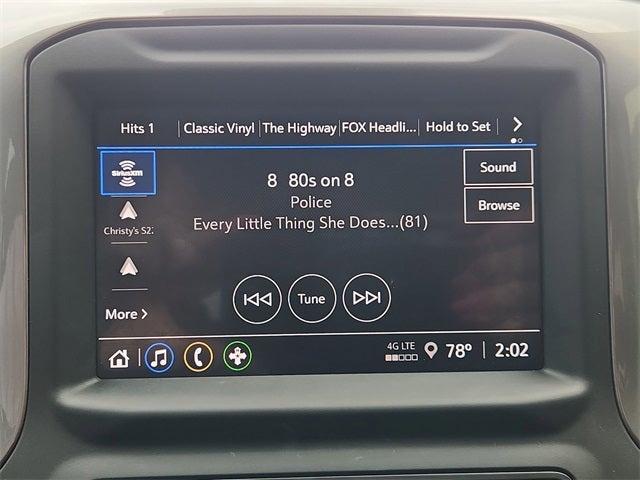 Hits 1 Classic Vinyl The Highway FOX Headli... Hold to Set
SiriusXM
8 80s on 8
Sound
Police
Browse
Christy's S2
Every Little Thing She Does...(81)
Tune
More
4G LTE 78° 2:02